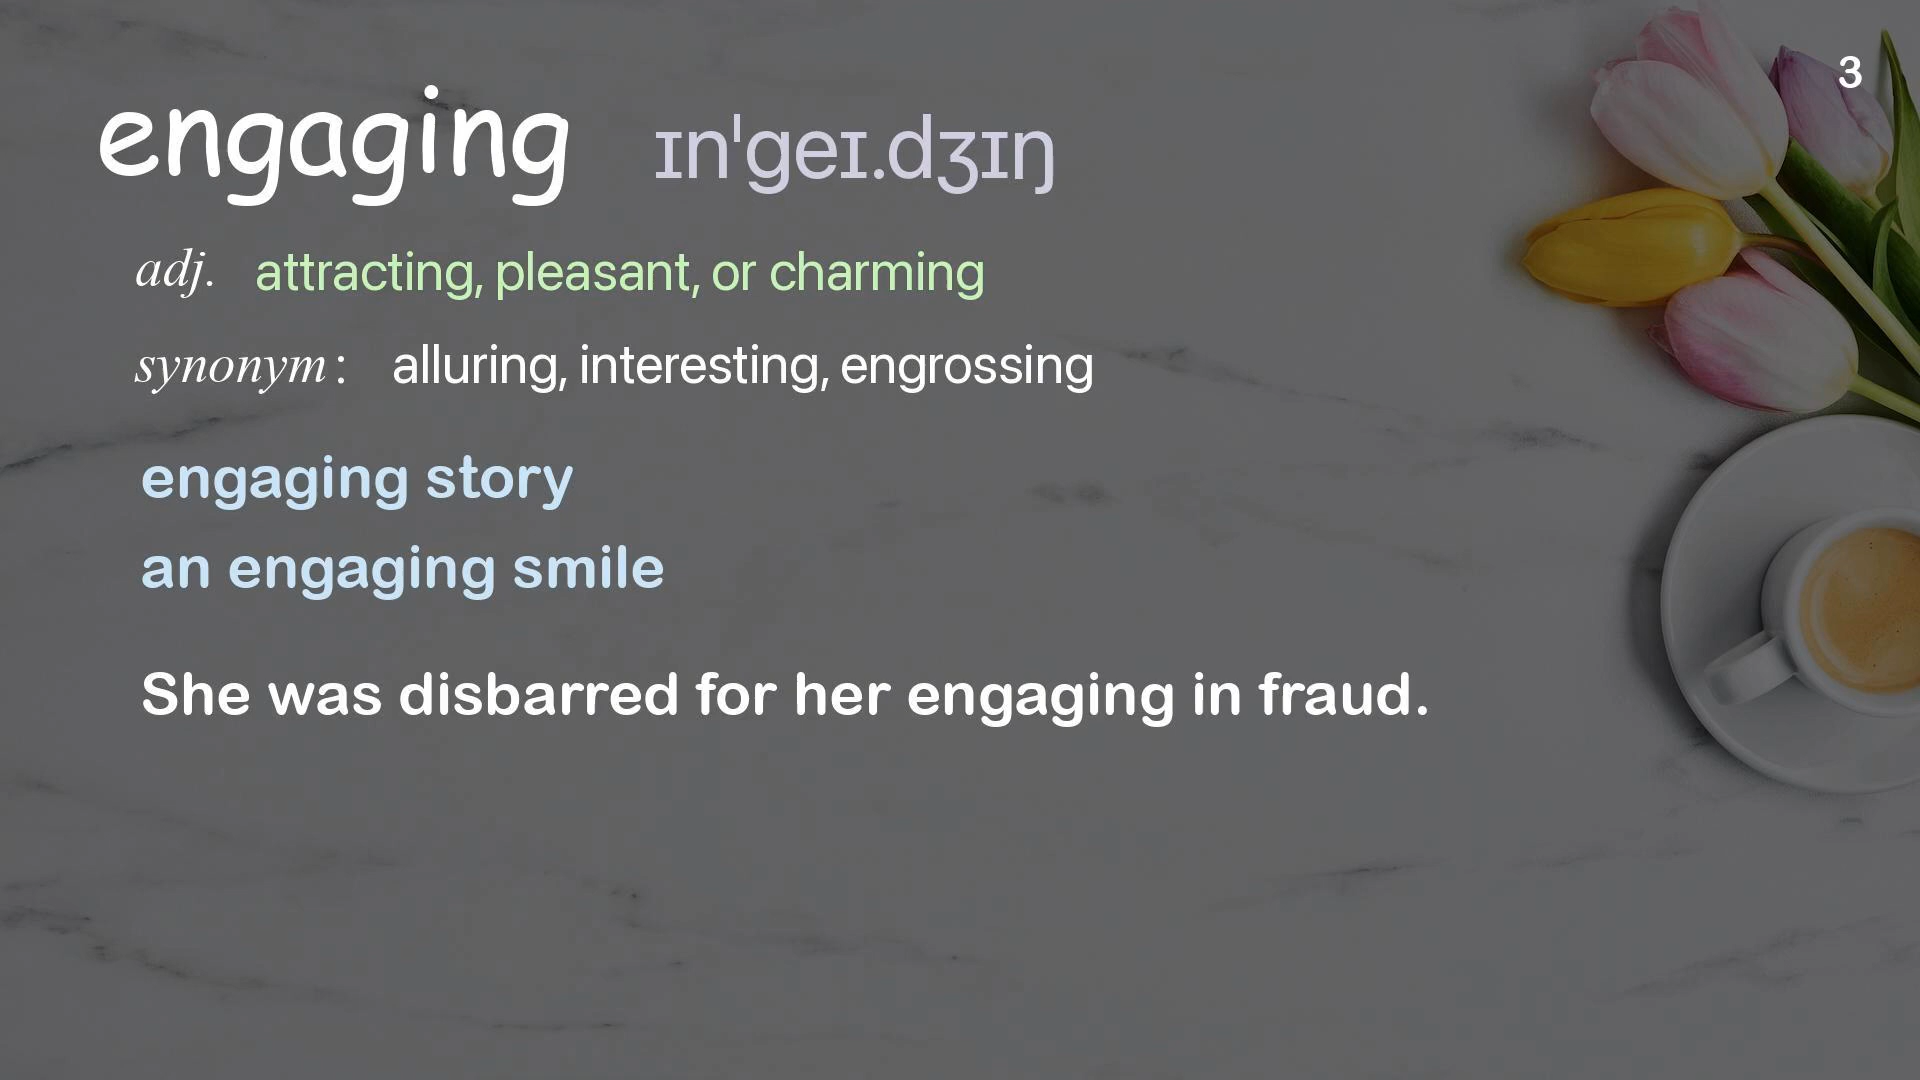 3
engaging ɪnˈɡeɪ.dʒɪŋ
adj. attracting, pleasant, or charming
synonym : alluring, interesting, engrossing
engaging story
an engaging smile
She was disbarred for her engaging in fraud.